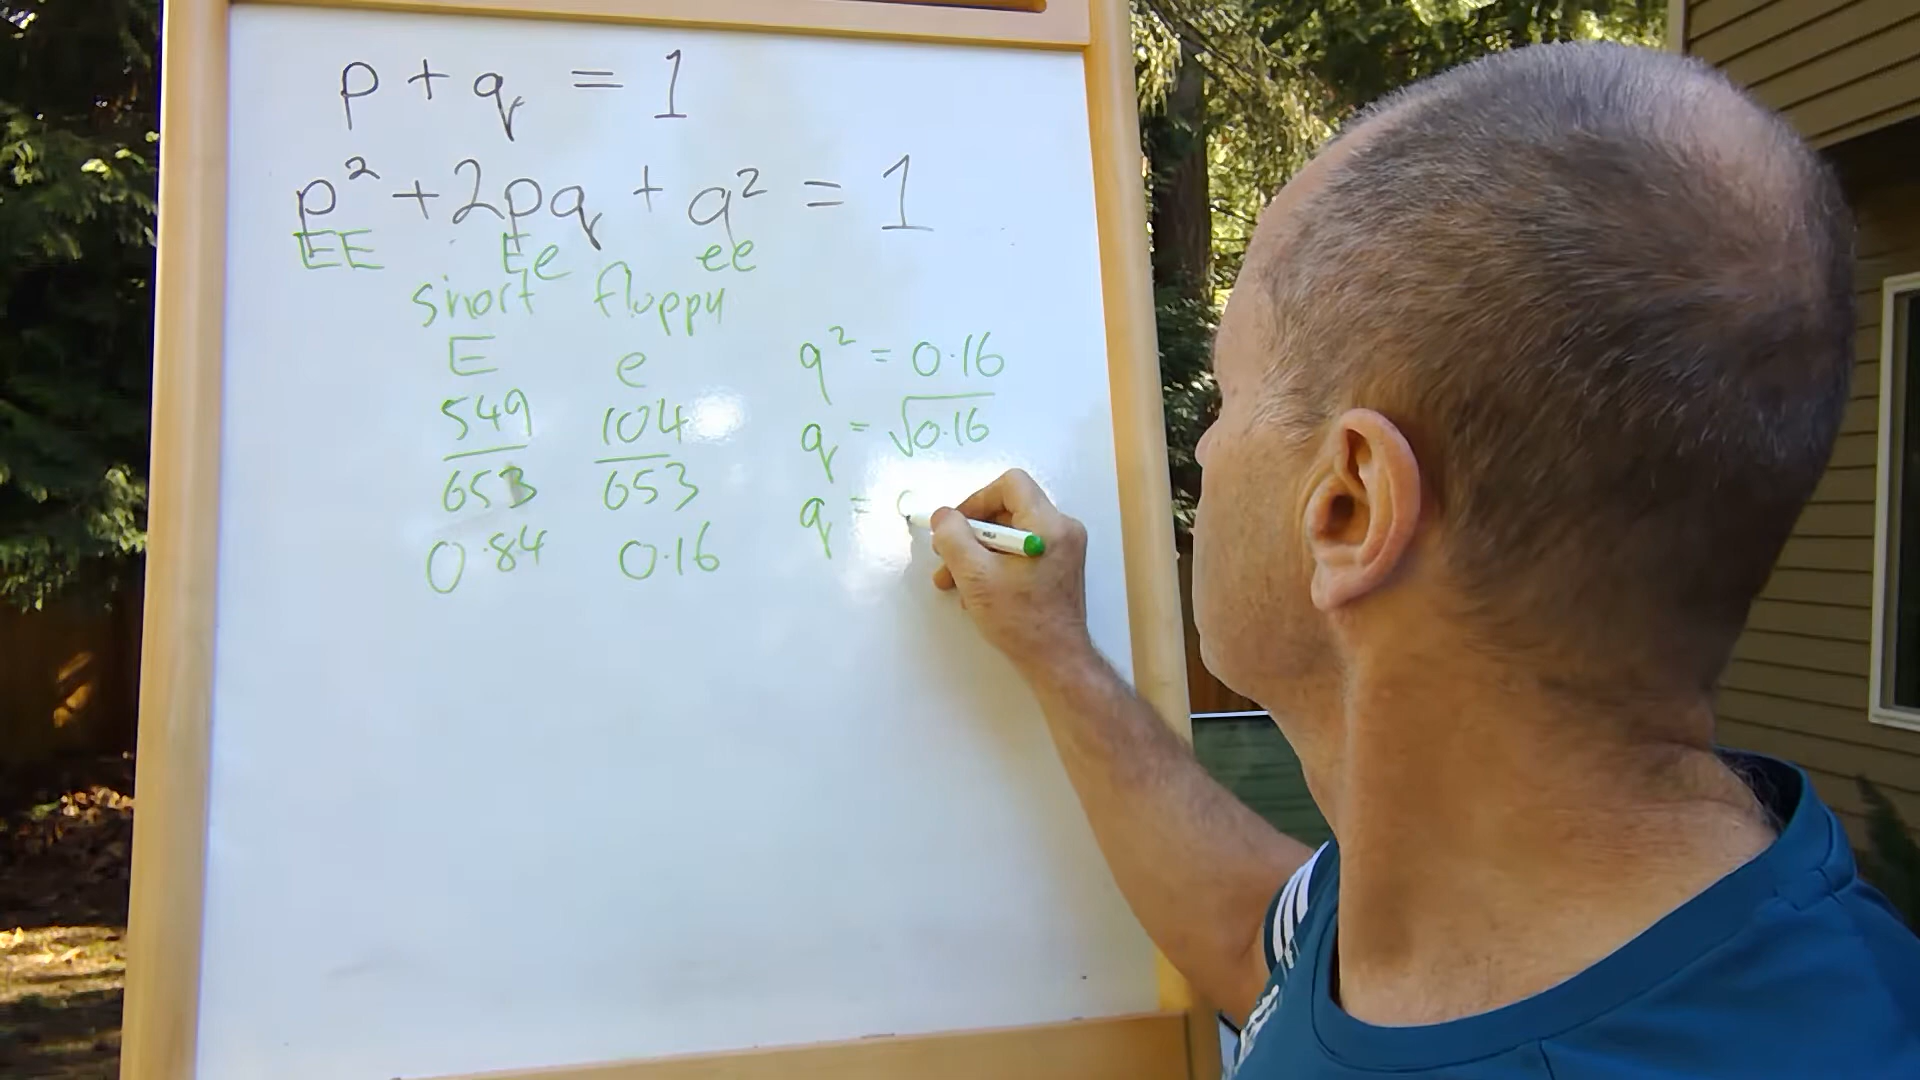 p + q = 1
p² + 2pq + q² = 1
EE Ee ee
short floppy
E e
549 104
653 653
0.84 0.16
q² = 0.16
q = √0.16
q =